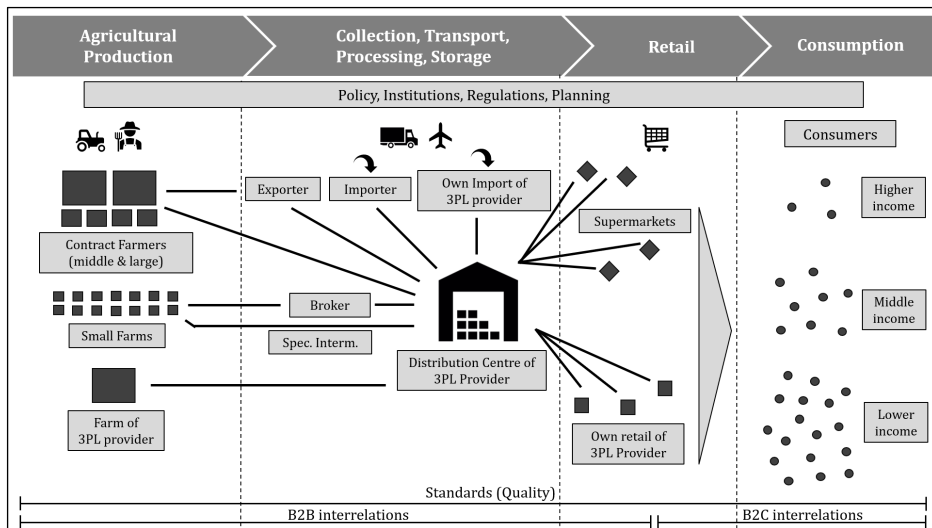 Agricultural
Production
Collection, Transport,
Processing, Storage
Retail
Consumption
Policy, Institutions, Regulations, Planning
Consumers
Exporter
Importer
Own Import of
3PL provider
Higher
income
Supermarkets
Contract Farmers
(middle & large)
Broker
Middle
income
Small Farms
Spec. Interm.
Distribution Centre of
3PL Provider
Farm of
3PL provider
Own retail of
3PL Provider
Lower
income
Standards (Quality)
B2B interrelations
B2C interrelations